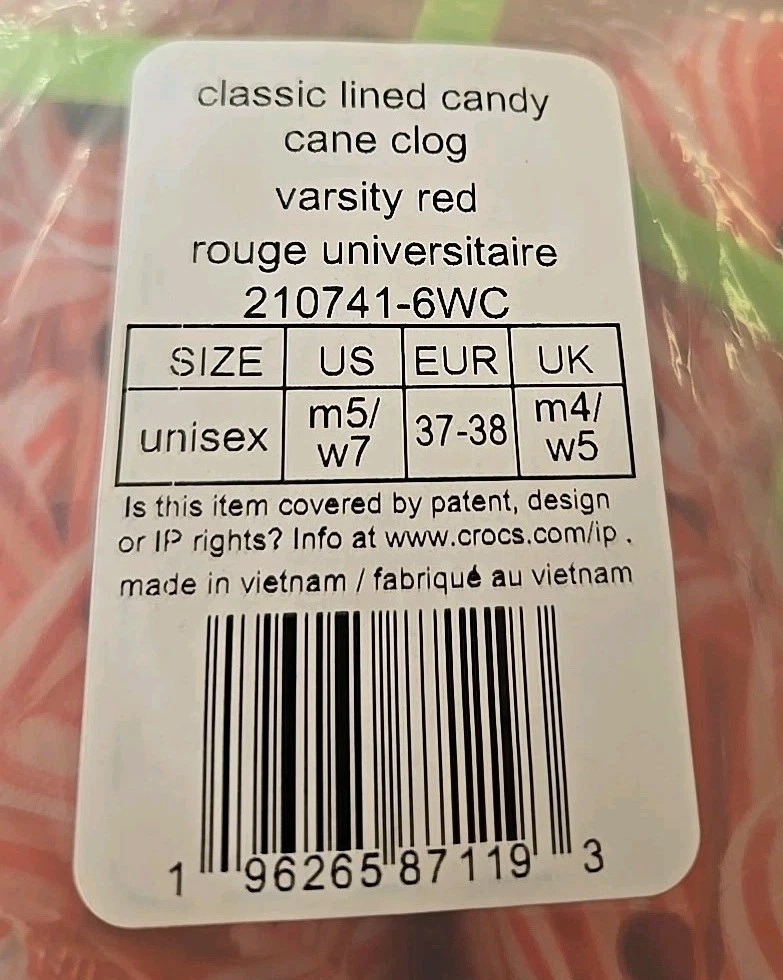 classic lined candy
cane clog
varsity red
rouge universitaire
210741-6WC
SIZE US EUR UK
unisex m5/ w7 37-38 m4/ w5
Is this item covered by patent, design
or IP rights? Info at www.crocs.com/ip .
made in vietnam / fabriqué au vietnam
1 96265 87119 3